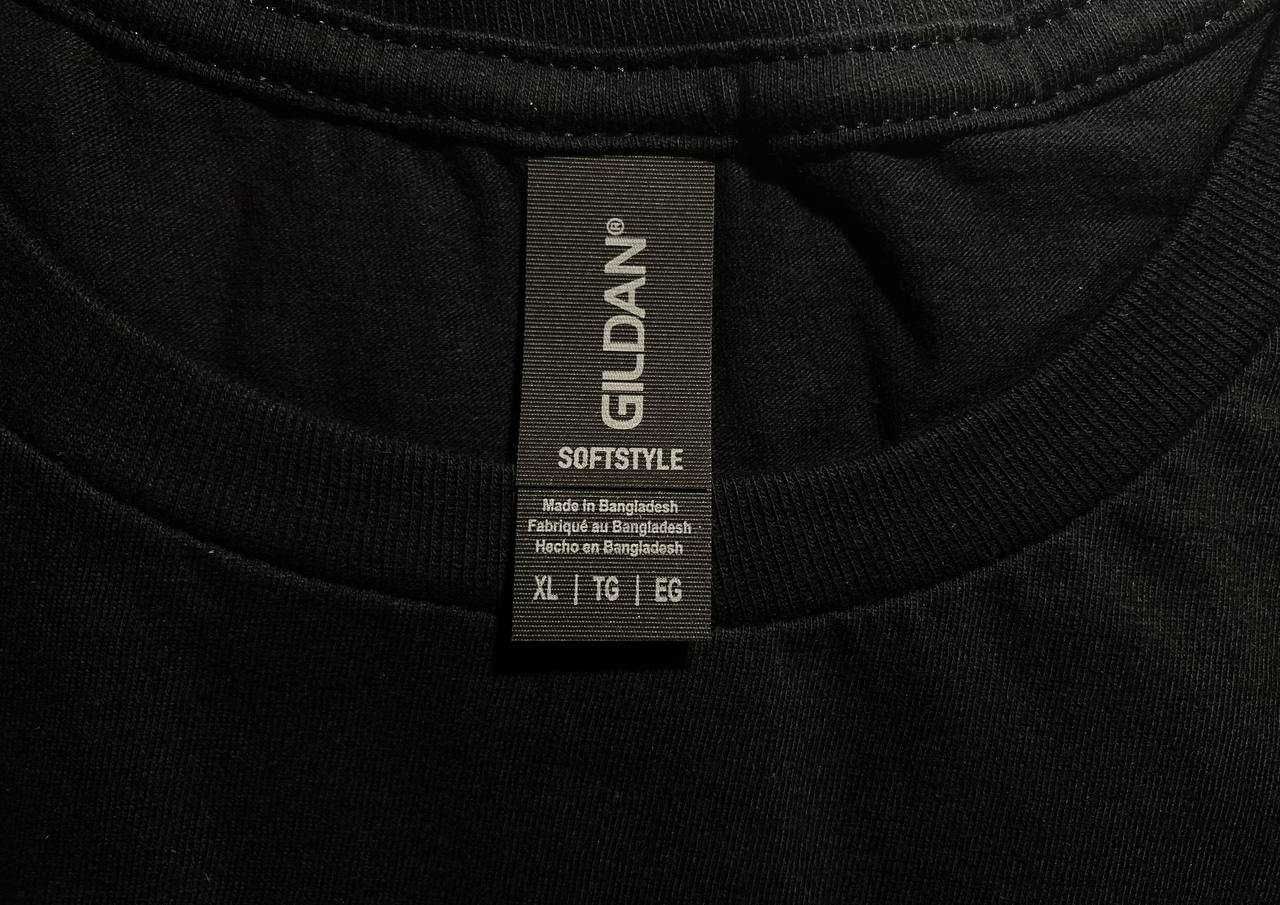 GILDAN®
SOFTSTYLE
Made in Bangladesh
Fabriqué au Bangladesh
Hecho en Bangladesh
XL | TG | EG